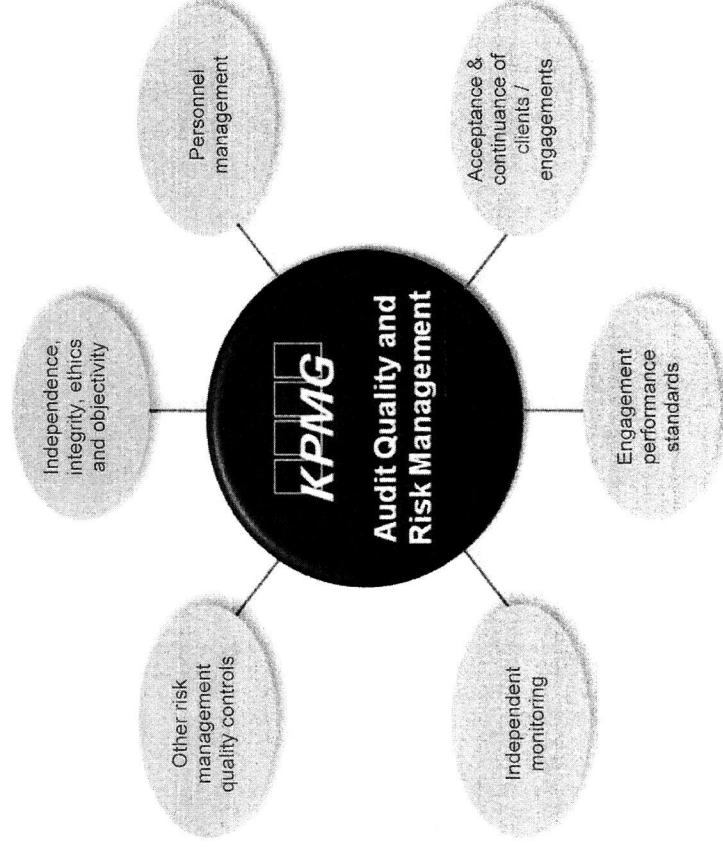 Independence,
integrity, ethics
and objectivity
Personnel
management
Acceptance &
continuance of
clients /
engagements
Engagement
performance
standards
Independent
monitoring
Other risk
management
quality controls
KPMG
Audit Quality and
Risk Management